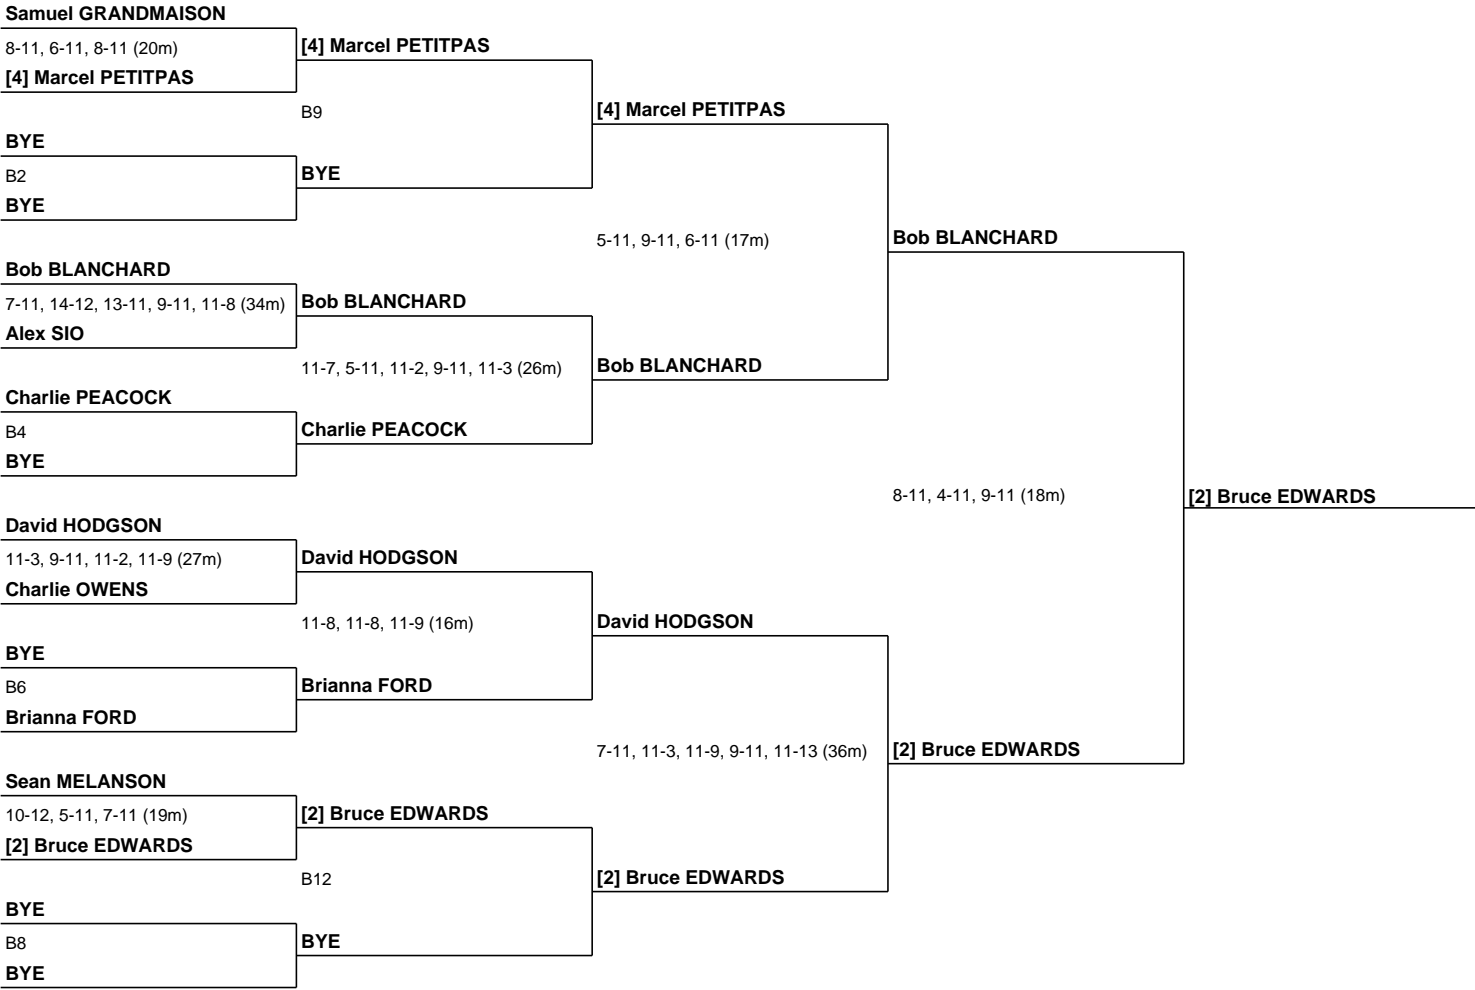 Samuel GRANDMAISON
8-11, 6-11, 8-11 (20m)
[4] Marcel PETITPAS
BYE
B2
BYE
Bob BLANCHARD
7-11, 14-12, 13-11, 9-11, 11-8 (34m)
Alex SIO
Charlie PEACOCK
B4
BYE
David HODGSON
11-3, 9-11, 11-2, 11-9 (27m)
Charlie OWENS
BYE
B6
Brianna FORD
Sean MELANSON
10-12, 5-11, 7-11 (19m)
[2] Bruce EDWARDS
BYE
B8
BYE
[4] Marcel PETITPAS
B9
BYE
Bob BLANCHARD
11-7, 5-11, 11-2, 9-11, 11-3 (26m)
Charlie PEACOCK
David HODGSON
11-8, 11-8, 11-9 (16m)
Brianna FORD
[2] Bruce EDWARDS
B12
BYE
[4] Marcel PETITPAS
5-11, 9-11, 6-11 (17m)
Bob BLANCHARD
David HODGSON
7-11, 11-3, 11-9, 9-11, 11-13 (36m)
[2] Bruce EDWARDS
Bob BLANCHARD
8-11, 4-11, 9-11 (18m)
[2] Bruce EDWARDS
[2] Bruce EDWARDS